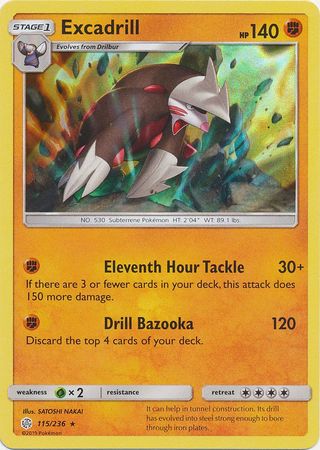 STAGE1 Excadrill HP 140
Evolves from Drilbur
NO. 530 Subterrene Pokémon HT: 2'04" WT: 89.1 lbs.
Eleventh Hour Tackle 30+
If there are 3 or fewer cards in your deck, this attack does
150 more damage.
Drill Bazooka 120
Discard the top 4 cards of your deck.
weakness ×2 resistance retreat
Illus. SATOSHI NAKAI
115/236 ★
©2019 Pokémon
It can help in tunnel construction. Its drill
has evolved into steel strong enough to bore
through iron plates.